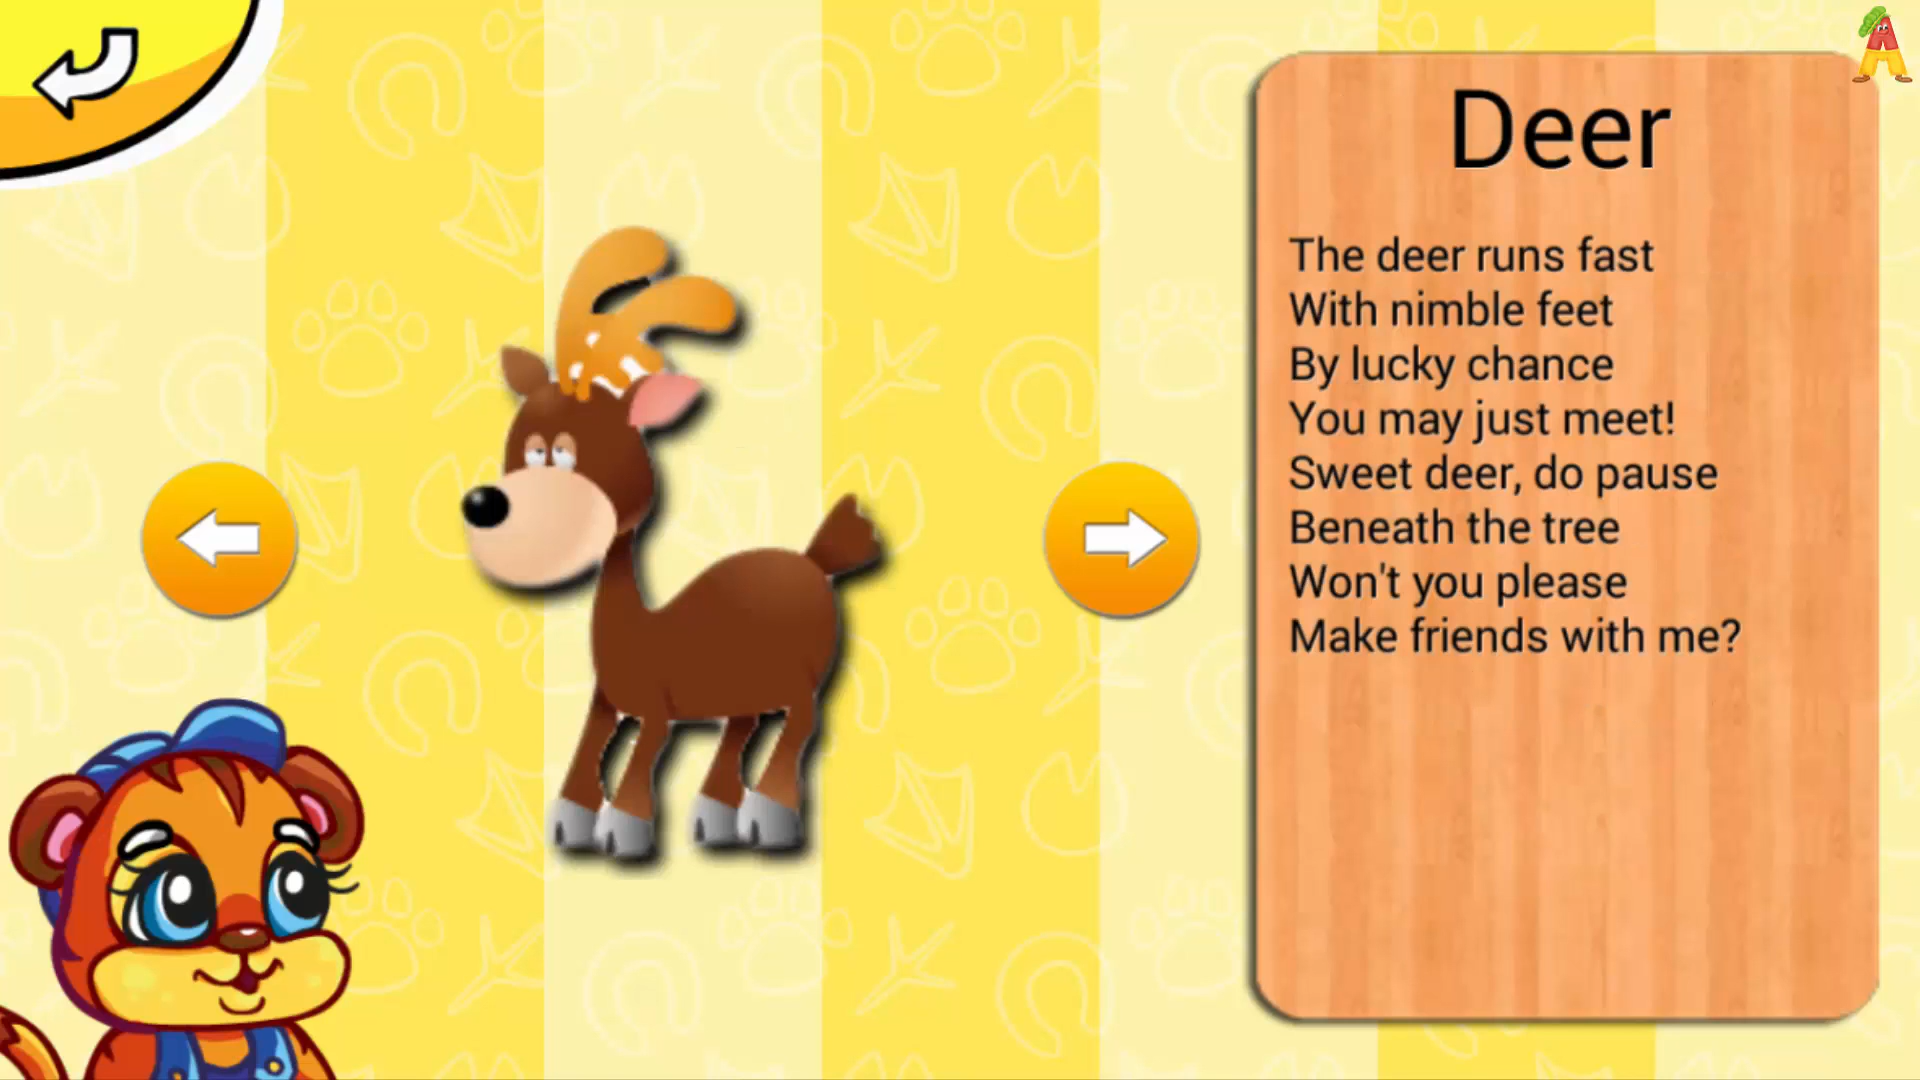 Deer
The deer runs fast
With nimble feet
By lucky chance
You may just meet!
Sweet deer, do pause
Beneath the tree
Won't you please
Make friends with me?